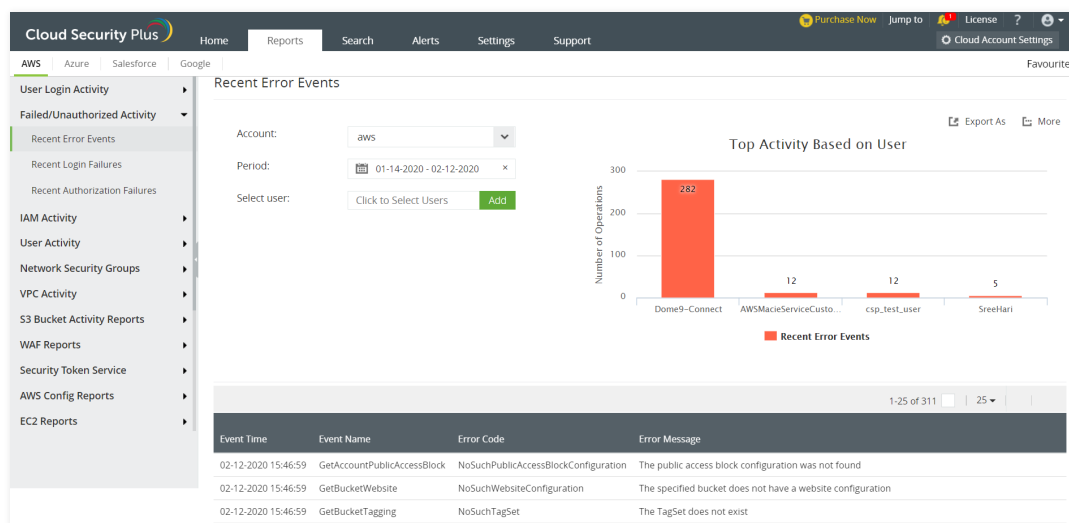 Purchase Now Jump to 1 License ?
Cloud Security Plus
Home Reports Search Alerts Settings Support
Cloud Account Settings
AWS Azure Salesforce Google Favourite
User Login Activity
Failed/Unauthorized Activity
Recent Error Events
Recent Login Failures
Recent Authorization Failures
IAM Activity
User Activity
Network Security Groups
VPC Activity
S3 Bucket Activity Reports
WAF Reports
Security Token Service
AWS Config Reports
EC2 Reports
Recent Error Events
Export As More
Account: aws
Period: 01-14-2020 - 02-12-2020 ×
Select user: Click to Select Users Add
Top Activity Based on User
Number of Operations
300
200
100
0
282
12
12
5
Dome9-Connect AWSMacieServiceCusto... csp_test_user SreeHari
Recent Error Events
1-25 of 311 25
Event Time Event Name Error Code Error Message
02-12-2020 15:46:59 GetAccountPublicAccessBlock NoSuchPublicAccessBlockConfiguration The public access block configuration was not found
02-12-2020 15:46:59 GetBucketWebsite NoSuchWebsiteConfiguration The specified bucket does not have a website configuration
02-12-2020 15:46:59 GetBucketTagging NoSuchTagSet The TagSet does not exist